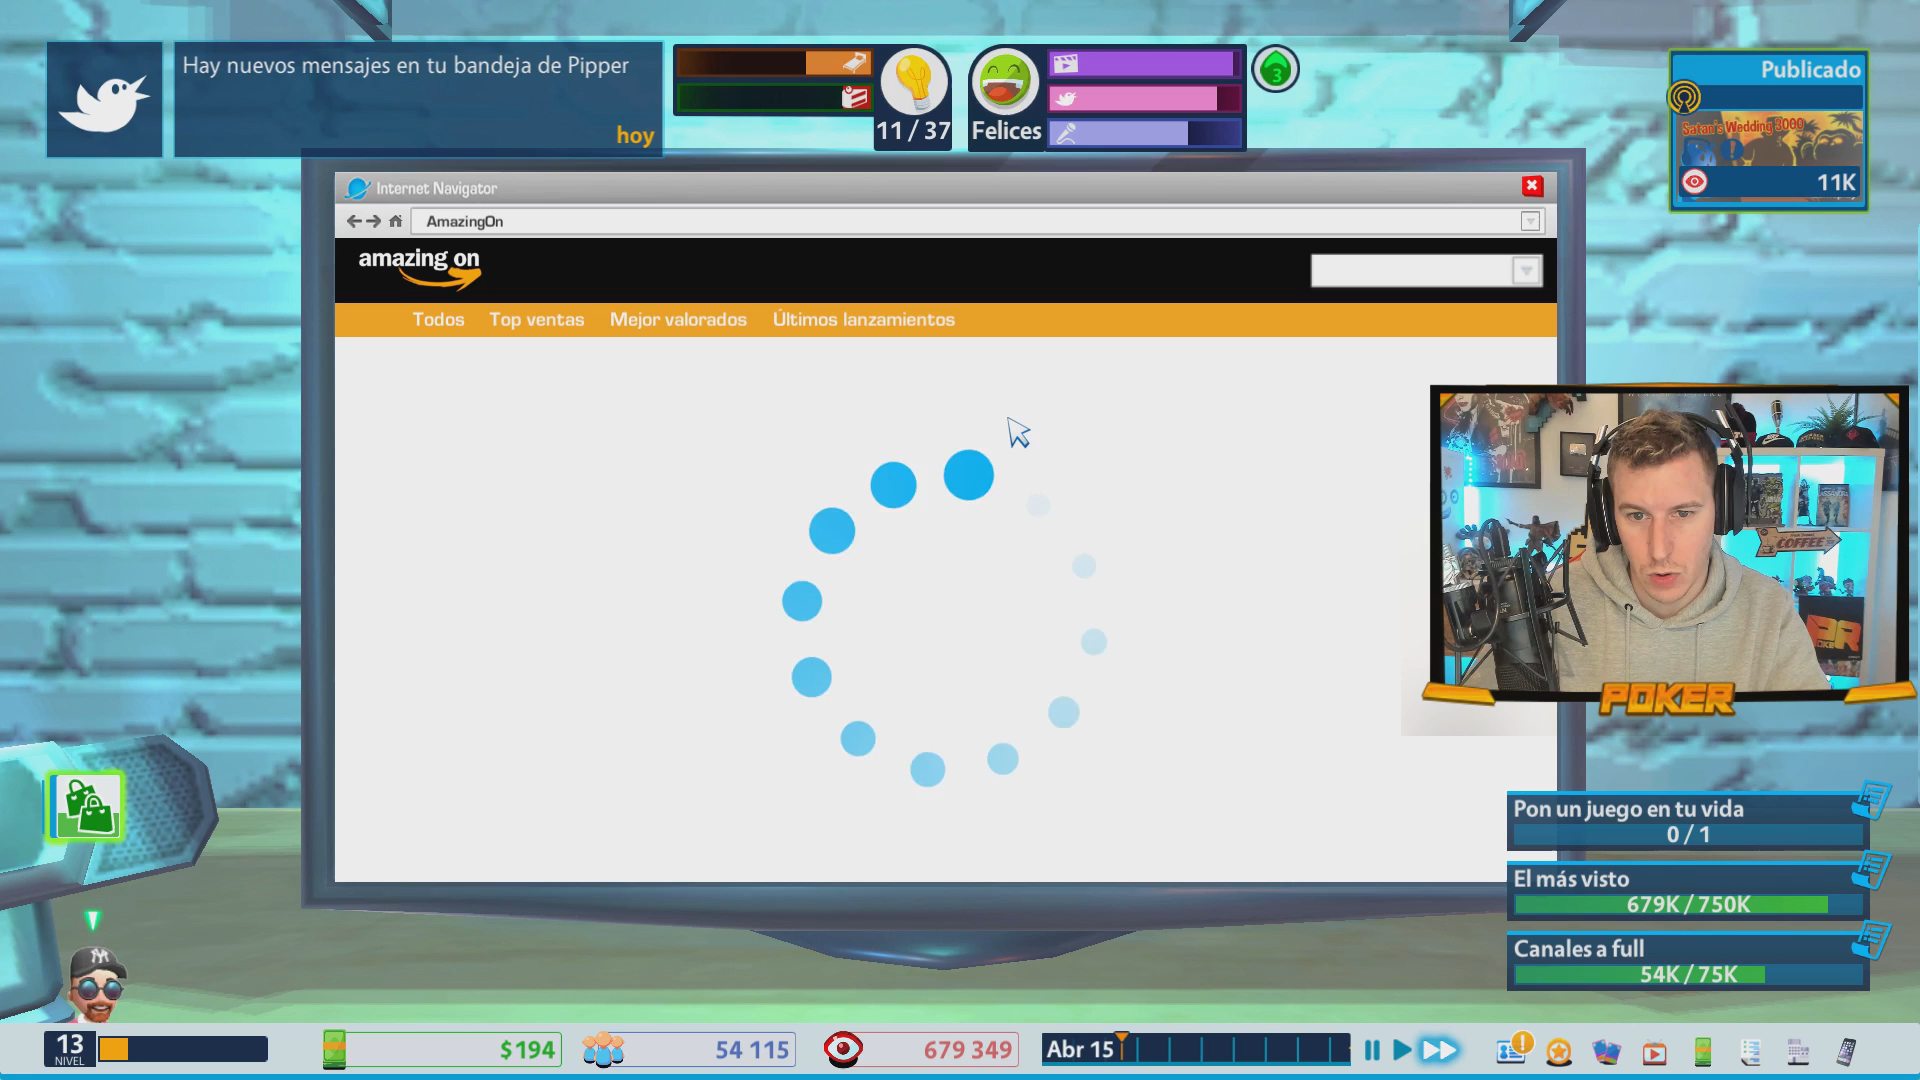 Hay nuevos mensajes en tu bandeja de Pipper
hoy
11 / 37
Felices
3
Publicado
Satan's Wedding 3000
11K
Internet Navigator
AmazingOn
amazing on
Todos
Top ventas
Mejor valorados
Últimos lanzamientos
COFFEE
POKER
Pon un juego en tu vida
0 / 1
El más visto
679K / 750K
Canales a full
54K / 75K
13
NIVEL
$194
54 115
679 349
Abr 15